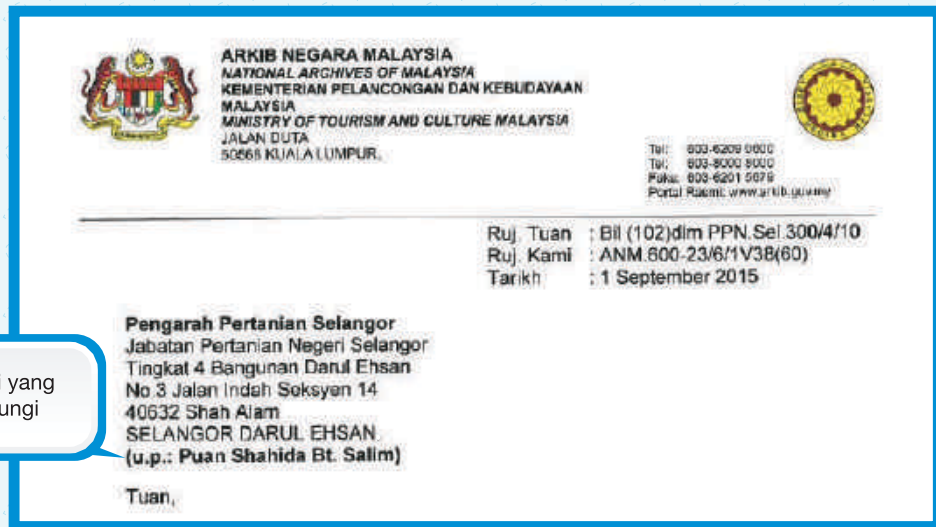 ARKIB NEGARA MALAYSIA
NATIONAL ARCHIVES OF MALAYSIA
KEMENTERIAN PELANCONGAN DAN KEBUDAYAAN
MALAYSIA
MINISTRY OF TOURISM AND CULTURE MALAYSIA
JALAN DUTA
50568 KUALA LUMPUR.
Tel: 603-6209 0600
Tel: 603-8000 8000
Faks: 603-6201 5679
Portal Rasmi: www.arkib.gov.my
Ruj. Tuan : Bil (102)dlm PPN.Sel.300/4/10
Ruj. Kami : ANM.600-23/6/1V38(60)
Tarikh : 1 September 2015
Pengarah Pertanian Selangor
Jabatan Pertanian Negeri Selangor
Tingkat 4 Bangunan Darul Ehsan
No.3 Jalan Indah Seksyen 14
40632 Shah Alam
SELANGOR DARUL EHSAN
(u.p.: Puan Shahida Bt. Salim)
Tuan,
yang